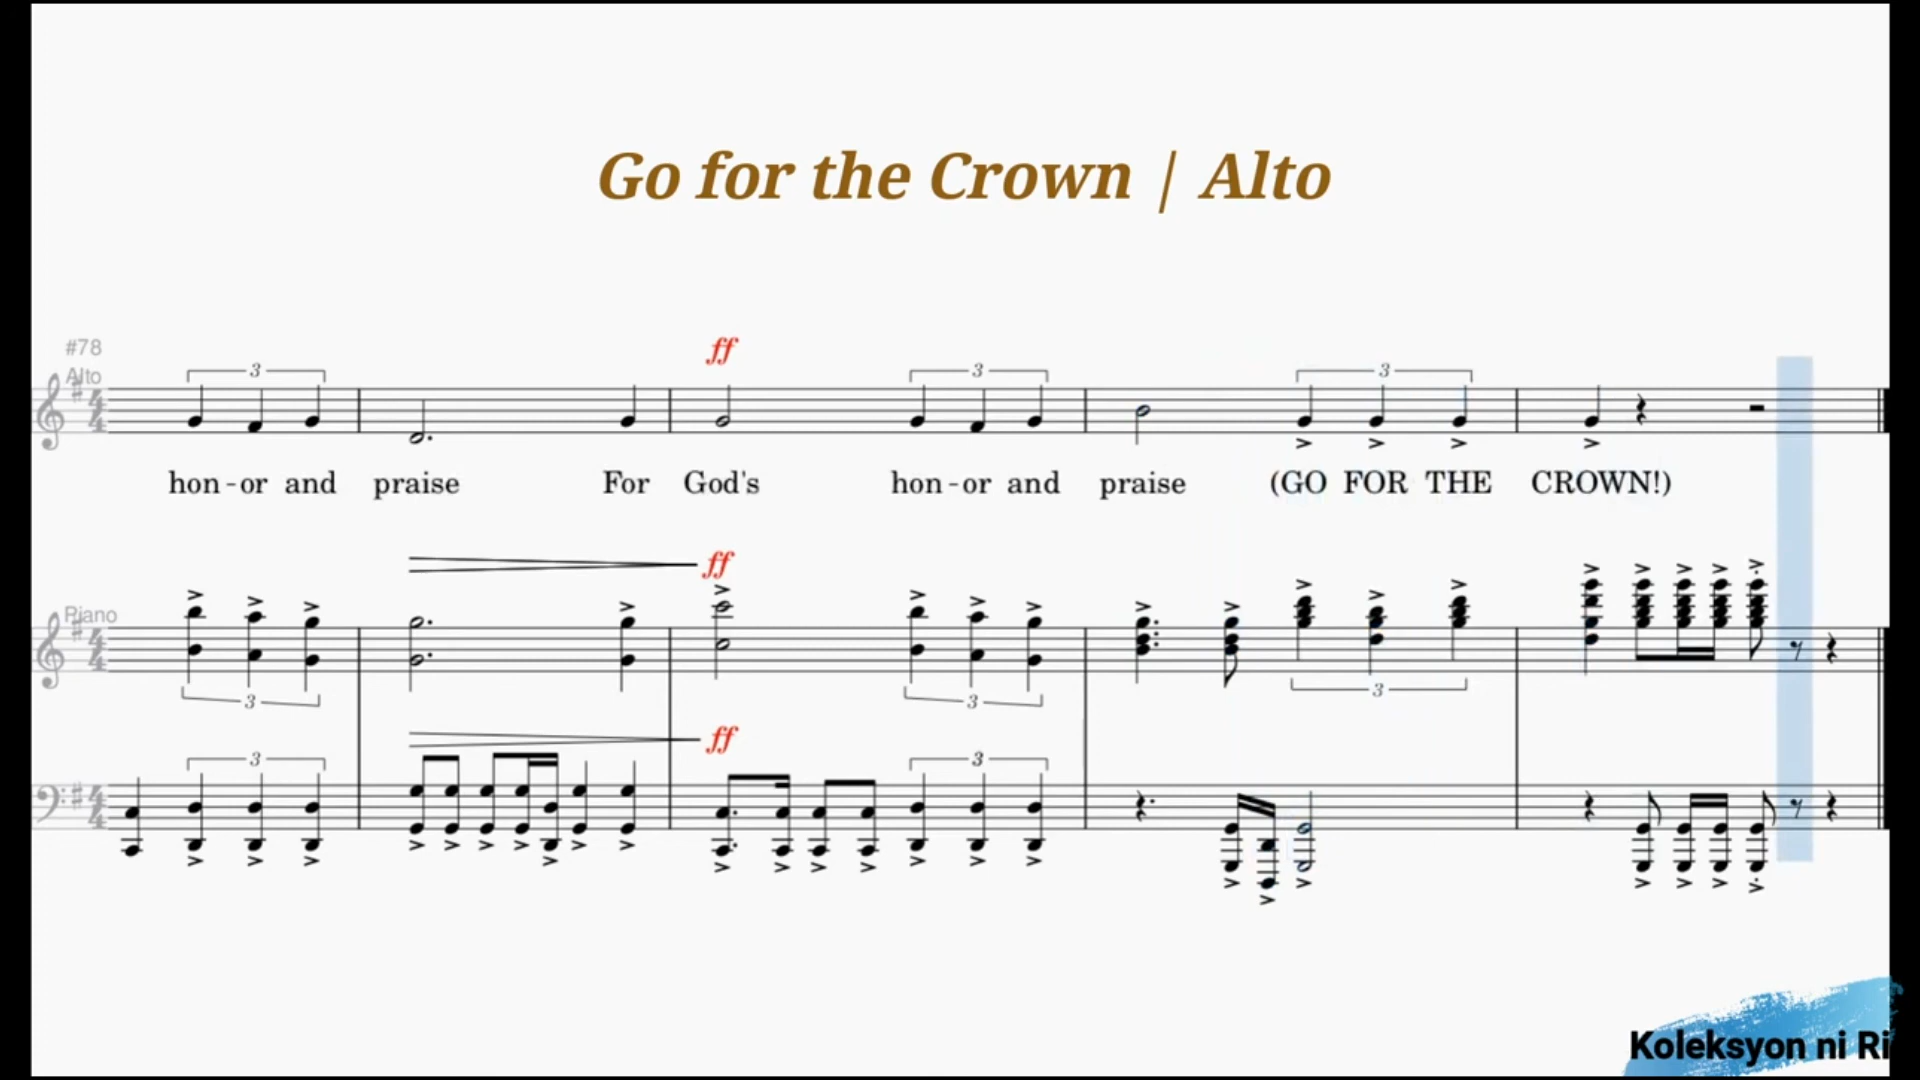 Go for the Crown | Alto
#78
Alto
ff
3 3 3
hon-or and praise For God's hon-or and praise (GO FOR THE CROWN!)
ff
Piano
3 3 3
ff
3 3
Koleksyon ni Ri